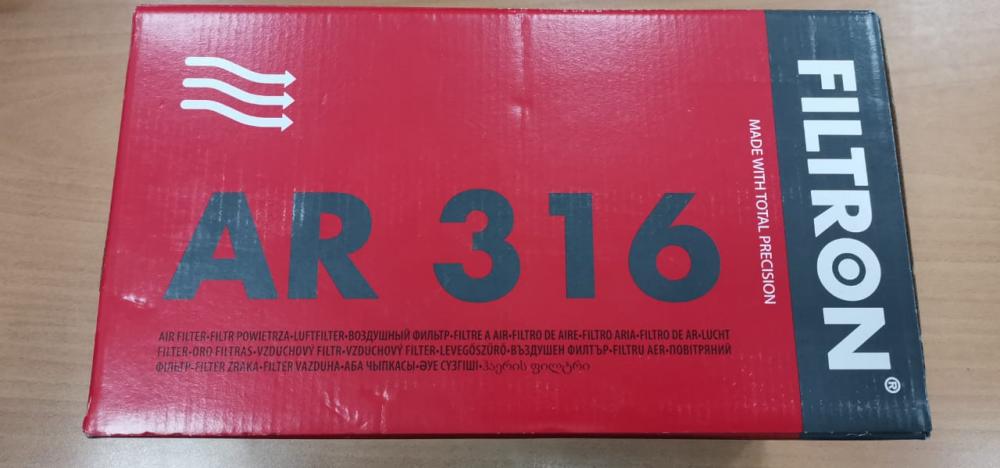 AR 316
AIR FILTER•FILTR POWIETRZA•LUFTFILTER•ВОЗДУШНЫЙ ФИЛЬТР•FILTRE A AIR•FILTRO DE AIRE•FILTRO ARIA•FILTRO DE AR•LUCHT
FILTER•ORO FILTRAS•VZDUCHOVÝ FILTR•VZDUCHOVÝ FILTER•LEVEGŐSZŰRŐ•ВЪЗДУШЕН ФИЛТЪР•FILTRU AER•ПОВІТРЯНИЙ
ФІЛЬТР•FILTER ZRAKA•FILTER VAZDUHA•АБА ЧЫПКАСЫ•ӘУЕ СҮЗГІШІ•ჰაერის ფილტრი
MADE WITH TOTAL PRECISION
FILTRON®